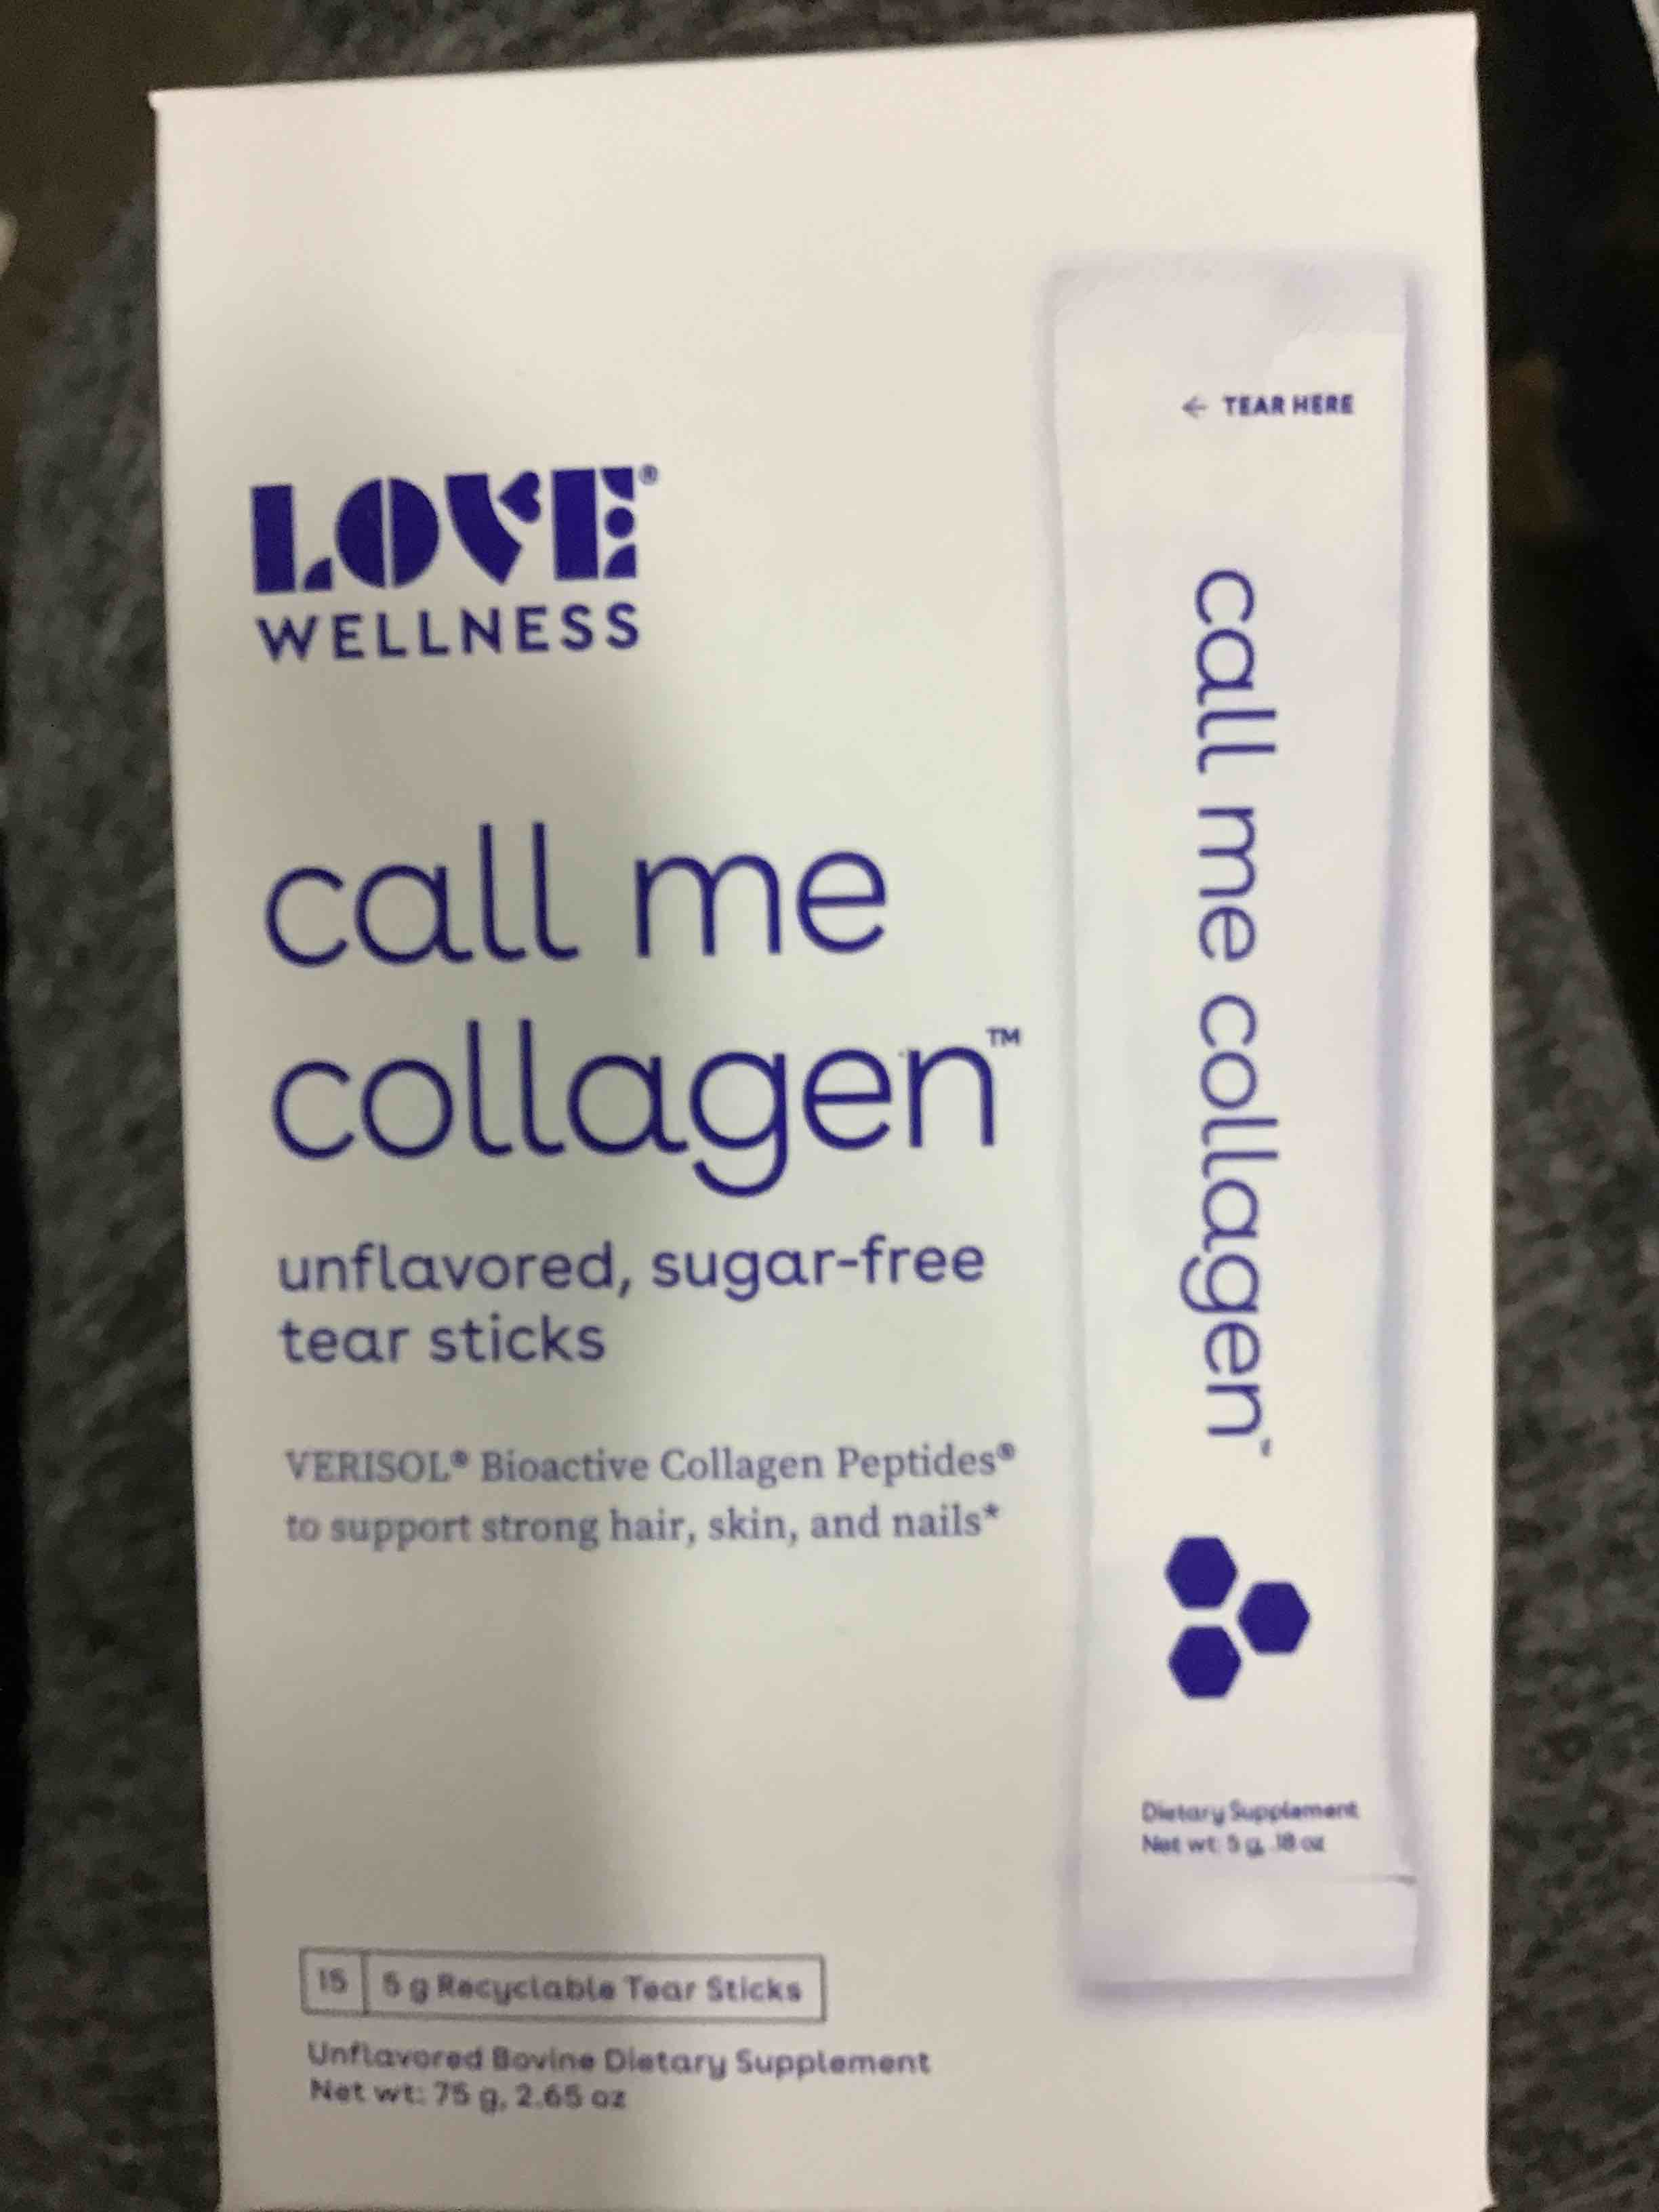 LOVE®
WELLNESS
call me
collagen™
unflavored, sugar-free
tear sticks
VERISOL® Bioactive Collagen Peptides®
to support strong hair, skin, and nails*
15 5 g Recyclable Tear Sticks
Unflavored Bovine Dietary Supplement
Net wt: 75 g, 2.65 oz
← TEAR HERE
call me collagen™
Dietary Supplement
Net wt: 5 g, .18 oz